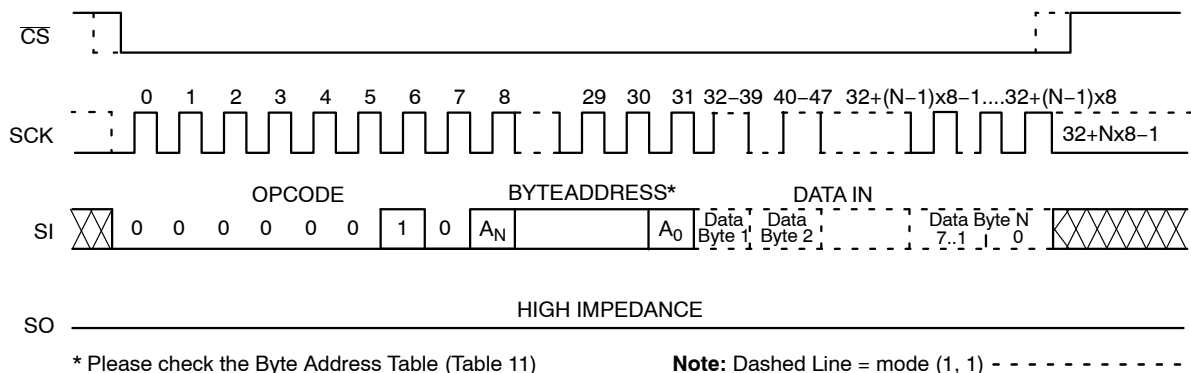 CS
0 1 2 3 4 5 6 7 8 29 30 31 32–39 40–47 32+(N–1)x8–1....32+(N–1)x8
SCK
32+Nx8–1
OPCODE BYTEADDRESS* DATA IN
SI 0 0 0 0 0 0 1 0 AN A0 Data Byte 1 Data Byte 2 Data Byte N 7..1 0
HIGH IMPEDANCE
SO
* Please check the Byte Address Table (Table 11) Note: Dashed Line = mode (1, 1)